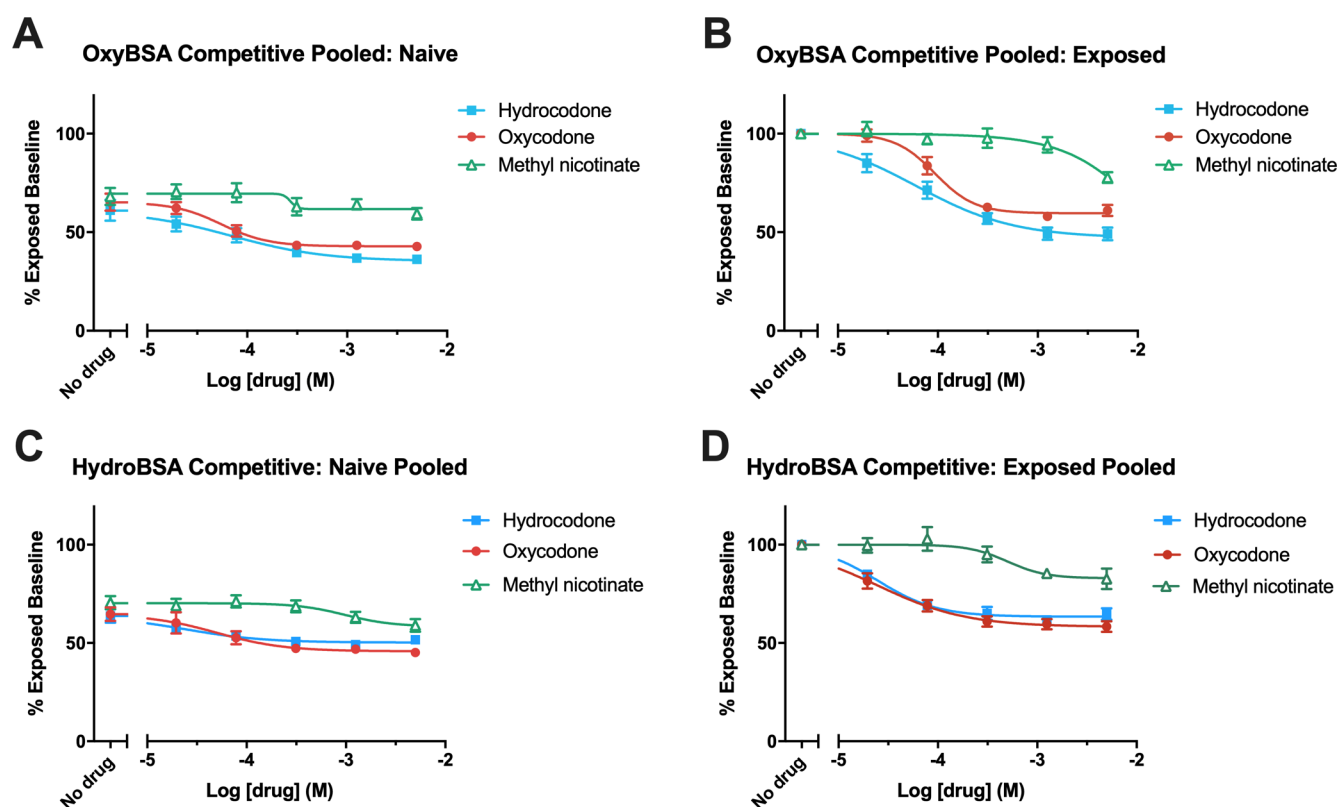 A
OxyBSA Competitive Pooled: Naive
Hydrocodone
Oxycodone
Methyl nicotinate
% Exposed Baseline
100
50
0
No drug
-5
-4
-3
-2
Log [drug] (M)
B
OxyBSA Competitive Pooled: Exposed
Hydrocodone
Oxycodone
Methyl nicotinate
% Exposed Baseline
100
50
0
No drug
-5
-4
-3
-2
Log [drug] (M)
C
HydroBSA Competitive: Naive Pooled
Hydrocodone
Oxycodone
Methyl nicotinate
% Exposed Baseline
100
50
0
No drug
-5
-4
-3
-2
Log [drug] (M)
D
HydroBSA Competitive: Exposed Pooled
Hydrocodone
Oxycodone
Methyl nicotinate
% Exposed Baseline
100
50
0
No drug
-5
-4
-3
-2
Log [drug] (M)